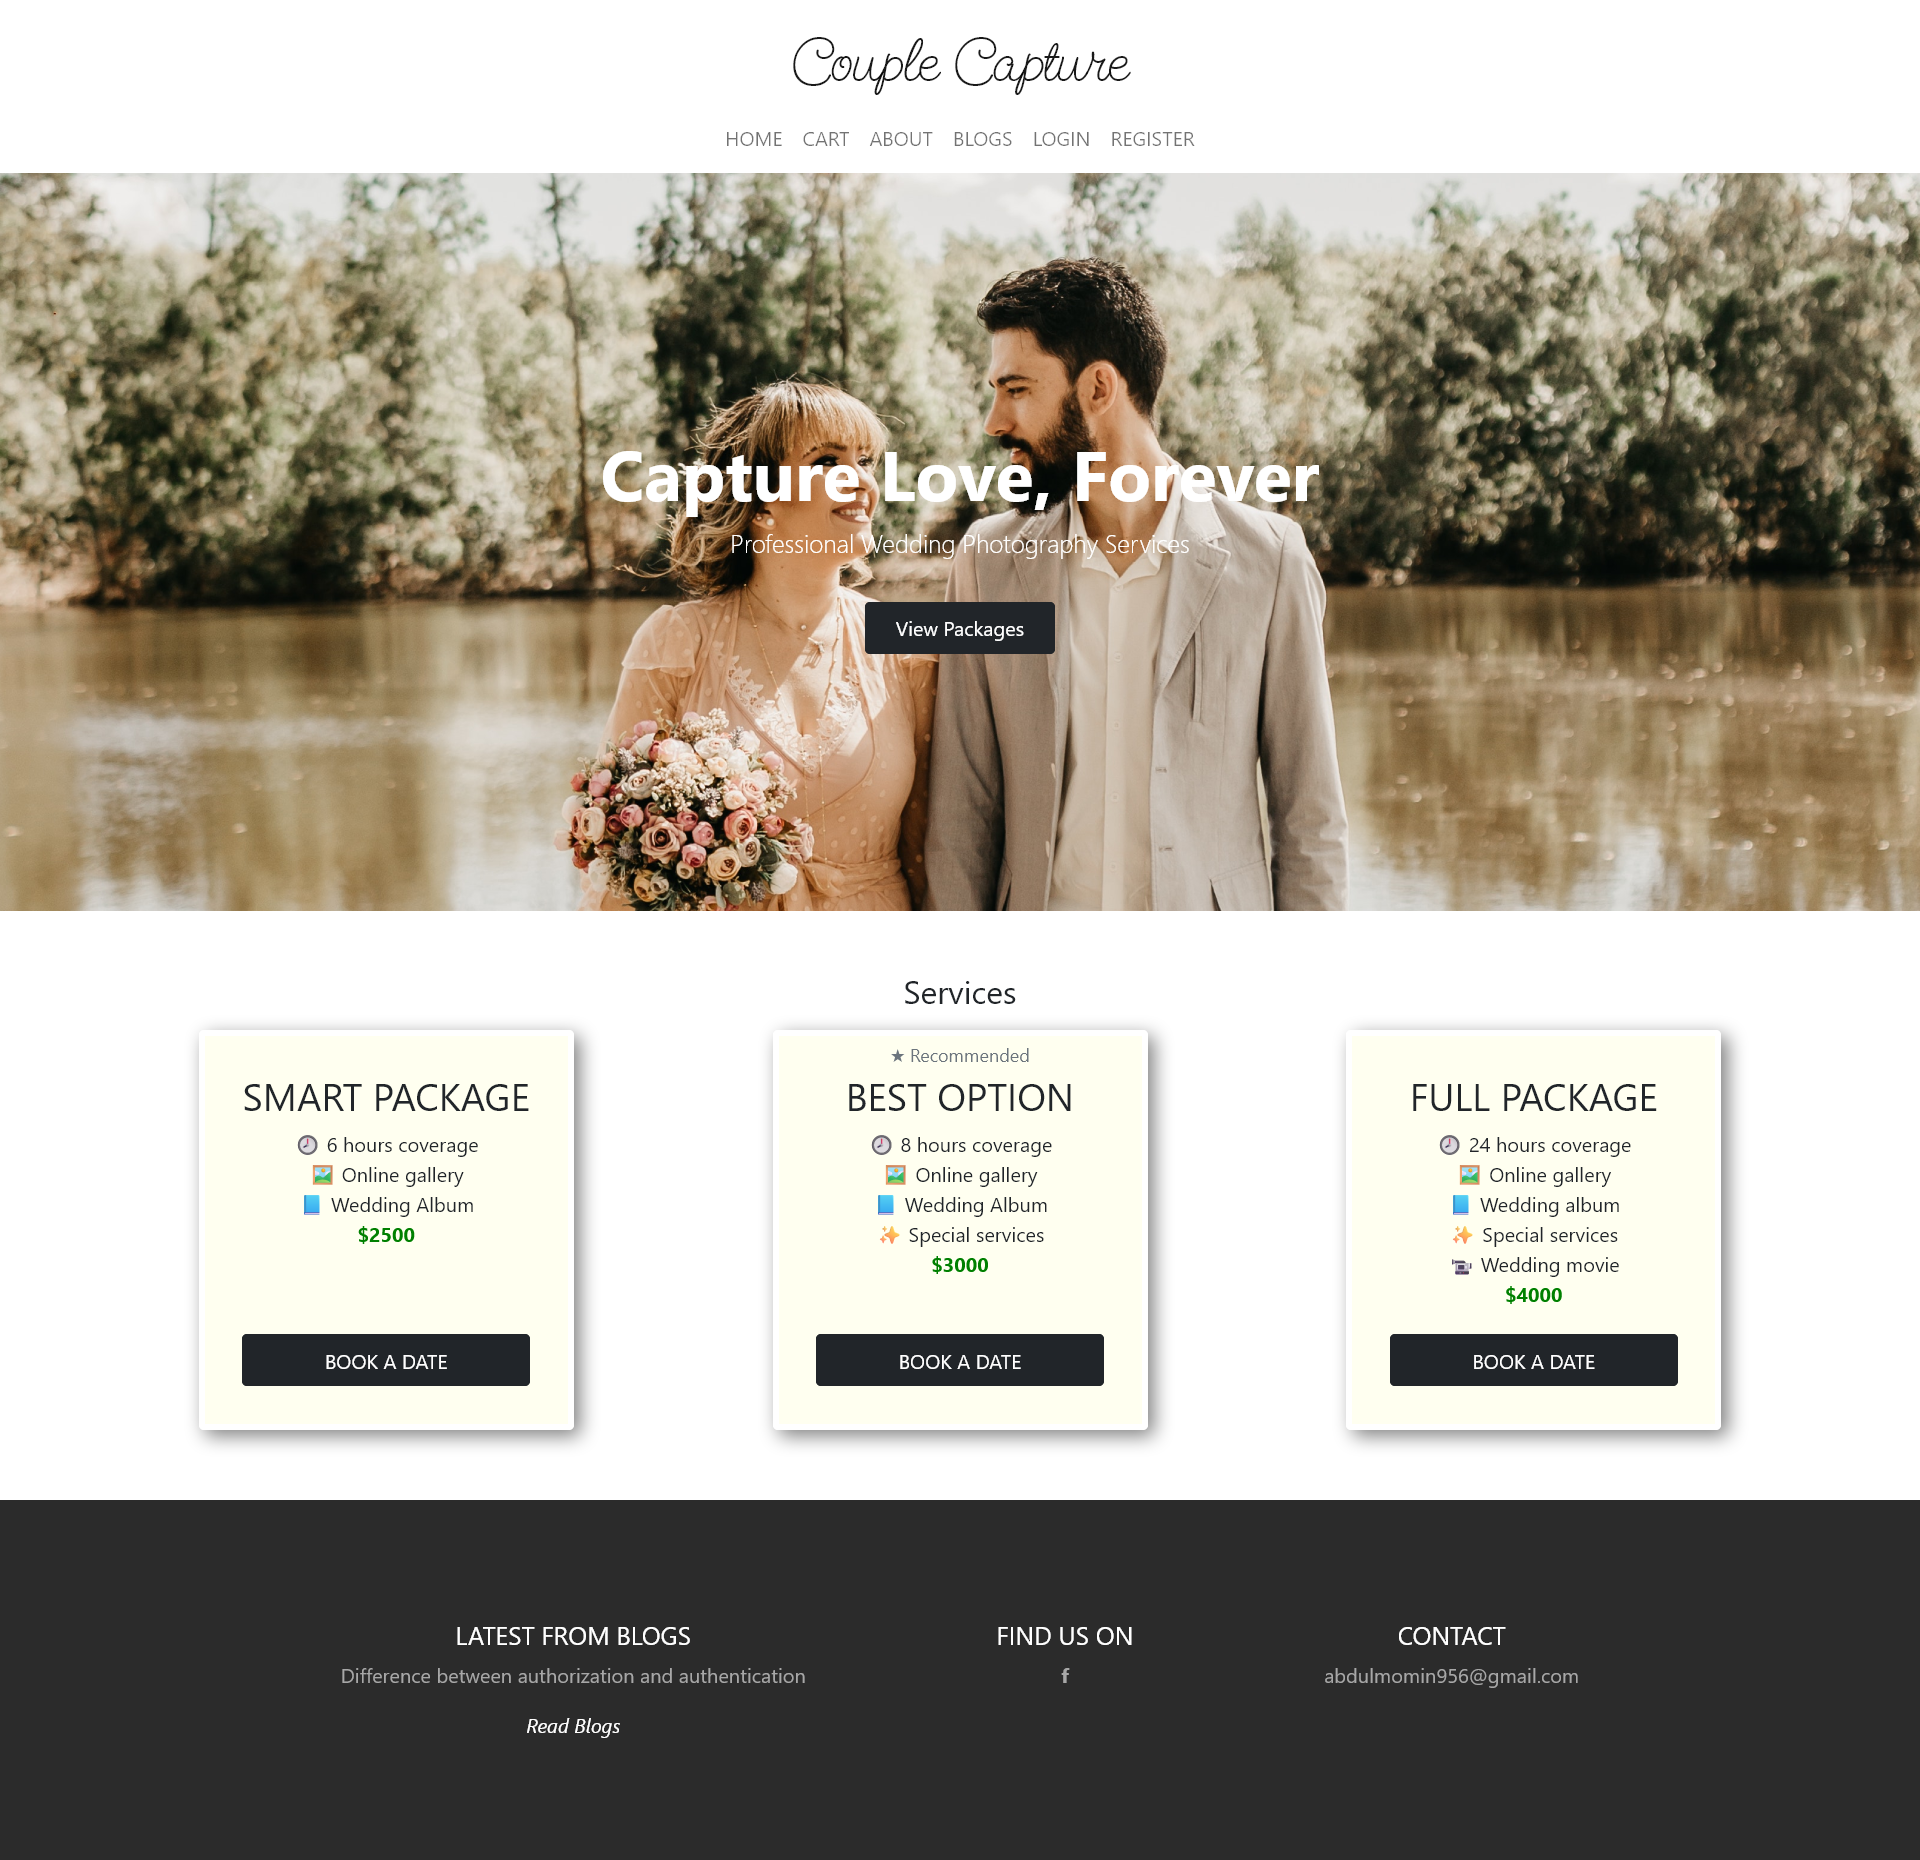 Couple Capture
HOME CART ABOUT BLOGS LOGIN REGISTER
Capture Love, Forever
Professional Wedding Photography Services
View Packages
Services
SMART PACKAGE
🕗 6 hours coverage
🖼️ Online gallery
📘 Wedding Album
$2500
BOOK A DATE
★ Recommended
BEST OPTION
🕗 8 hours coverage
🖼️ Online gallery
📘 Wedding Album
✨ Special services
$3000
BOOK A DATE
FULL PACKAGE
🕗 24 hours coverage
🖼️ Online gallery
📘 Wedding album
✨ Special services
📹 Wedding movie
$4000
BOOK A DATE
LATEST FROM BLOGS
Difference between authorization and authentication
Read Blogs
FIND US ON
f
CONTACT
abdulmomin956@gmail.com